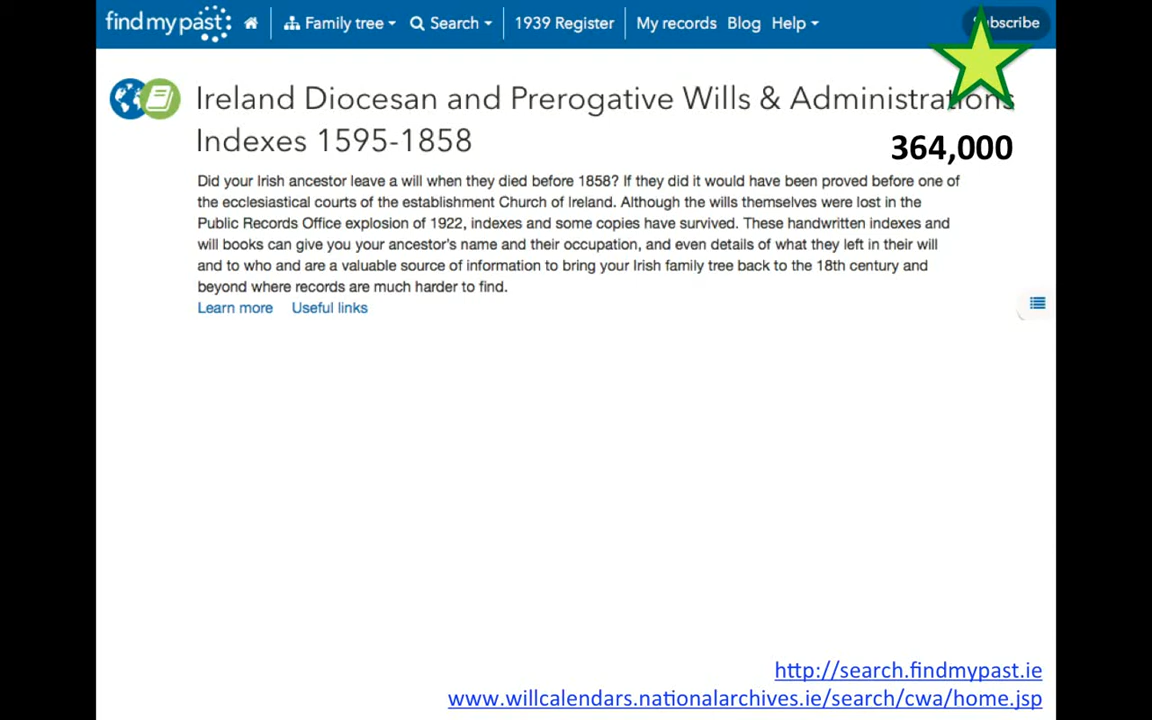 findmypast Family tree Search 1939 Register My records Blog Help Subscribe
Ireland Diocesan and Prerogative Wills & Administrations
Indexes 1595-1858
364,000
Did your Irish ancestor leave a will when they died before 1858? If they did it would have been proved before one of
the ecclesiastical courts of the establishment Church of Ireland. Although the wills themselves were lost in the
Public Records Office explosion of 1922, indexes and some copies have survived. These handwritten indexes and
will books can give you your ancestor's name and their occupation, and even details of what they left in their will
and to who and are a valuable source of information to bring your Irish family tree back to the 18th century and
beyond where records are much harder to find.
Learn more Useful links
http://search.findmypast.ie
www.willcalendars.nationalarchives.ie/search/cwa/home.jsp